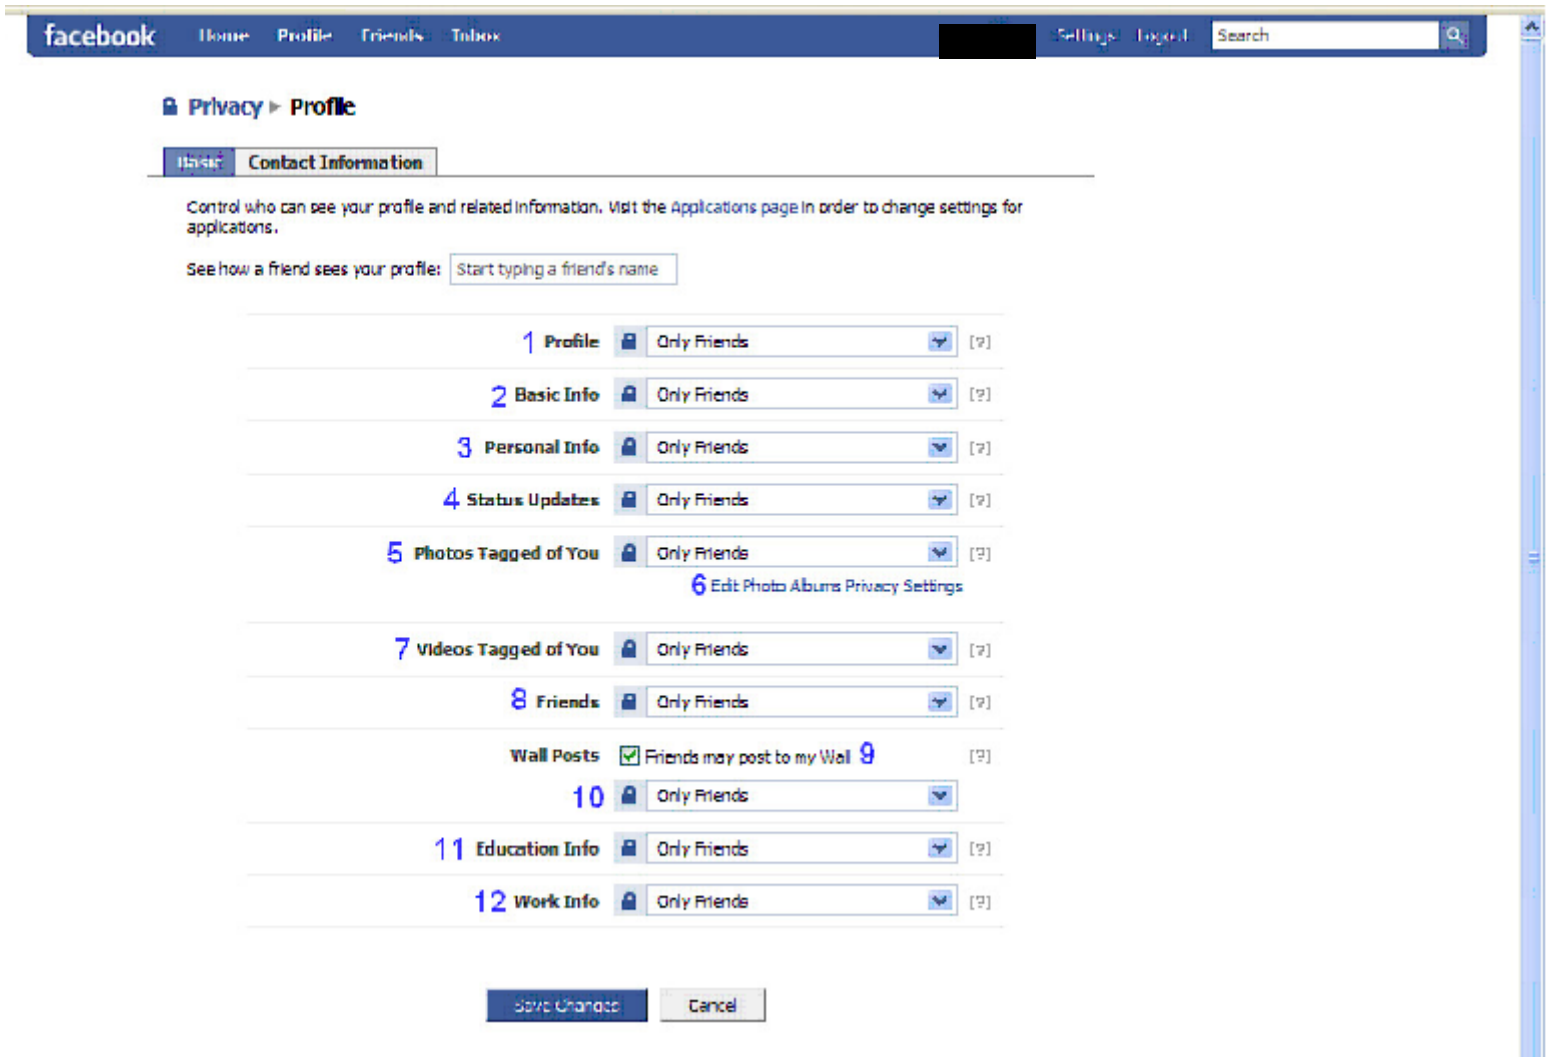 facebook Home Profile Friends Inbox Settings Logout Search
Privacy ▸ Profile
Basic Contact Information
Control who can see your profile and related information. Visit the Applications page in order to change settings for
applications.
See how a friend sees your profile: Start typing a friend's name
1 Profile Only Friends [?]
2 Basic Info Only Friends [?]
3 Personal Info Only Friends [?]
4 Status Updates Only Friends [?]
5 Photos Tagged of You Only Friends [?]
6 Edit Photo Albums Privacy Settings
7 Videos Tagged of You Only Friends [?]
8 Friends Only Friends [?]
Wall Posts Friends may post to my Wall 9 [?]
10 Only Friends
11 Education Info Only Friends [?]
12 Work Info Only Friends [?]
Save Changes Cancel